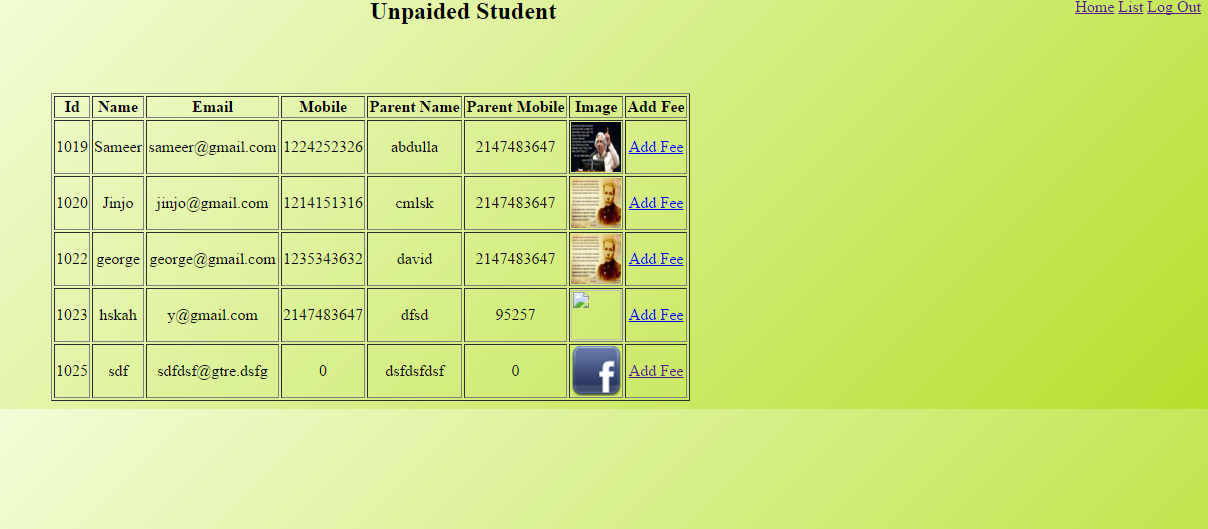 Unpaided Student
Home List Log Out
Id Name Email Mobile Parent Name Parent Mobile Image Add Fee
1019 Sameer sameer@gmail.com 1224252326 abdulla 2147483647 Add Fee
1020 Jinjo jinjo@gmail.com 1214151316 cmlsk 2147483647 Add Fee
1022 george george@gmail.com 1235343632 david 2147483647 Add Fee
1023 hskah y@gmail.com 2147483647 dfsd 95257 Add Fee
1025 sdf sdfdsf@gtre.dsfg 0 dsfdsfdsf 0 f Add Fee